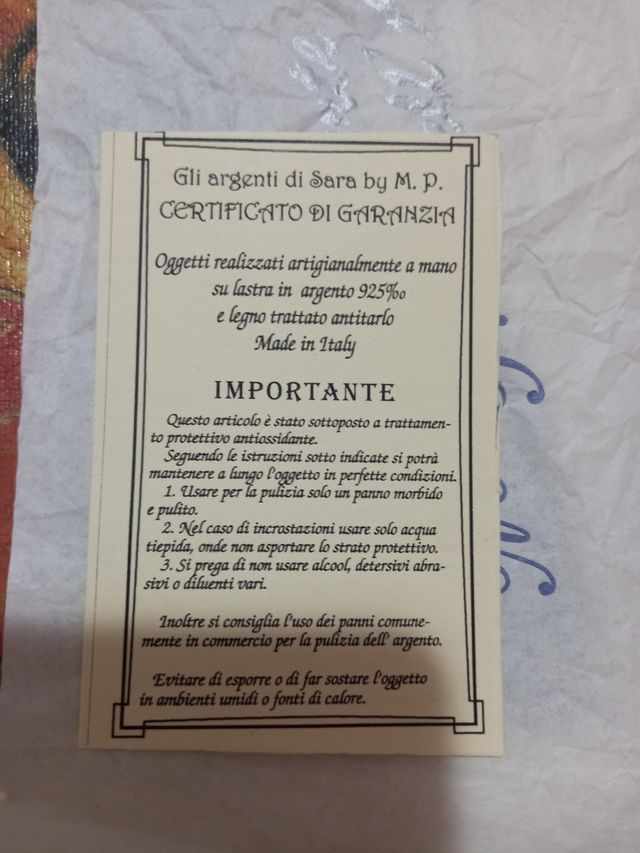 Gli argenti di Sara by M. P.
CERTIFICATO DI GARANZIA
Oggetti realizzati artigianalmente a mano
su lastra in argento 925‰
e legno trattato antitarlo
Made in Italy
IMPORTANTE
Questo articolo è stato sottoposto a trattamen-
to protettivo antiossidante.
Seguendo le istruzioni sotto indicate si potrà
mantenere a lungo l'oggetto in perfette condizioni.
1. Usare per la pulizia solo un panno morbido
e pulito.
2. Nel caso di incrostazioni usare solo acqua
tiepida, onde non asportare lo strato protettivo.
3. Si prega di non usare alcool, detersivi abra-
sivi o diluenti vari.
Inoltre si consiglia l'uso dei panni comune-
mente in commercio per la pulizia dell' argento.
Evitare di esporre o di far sostare l'oggetto
in ambienti umidi o fonti di calore.